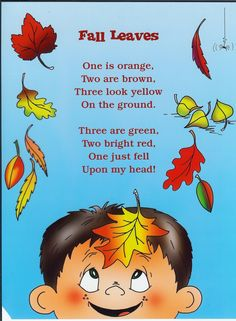 Fall Leaves
One is orange,
Two are brown,
Three look yellow
On the ground.
Three are green,
Two bright red,
One just fell
Upon my head!